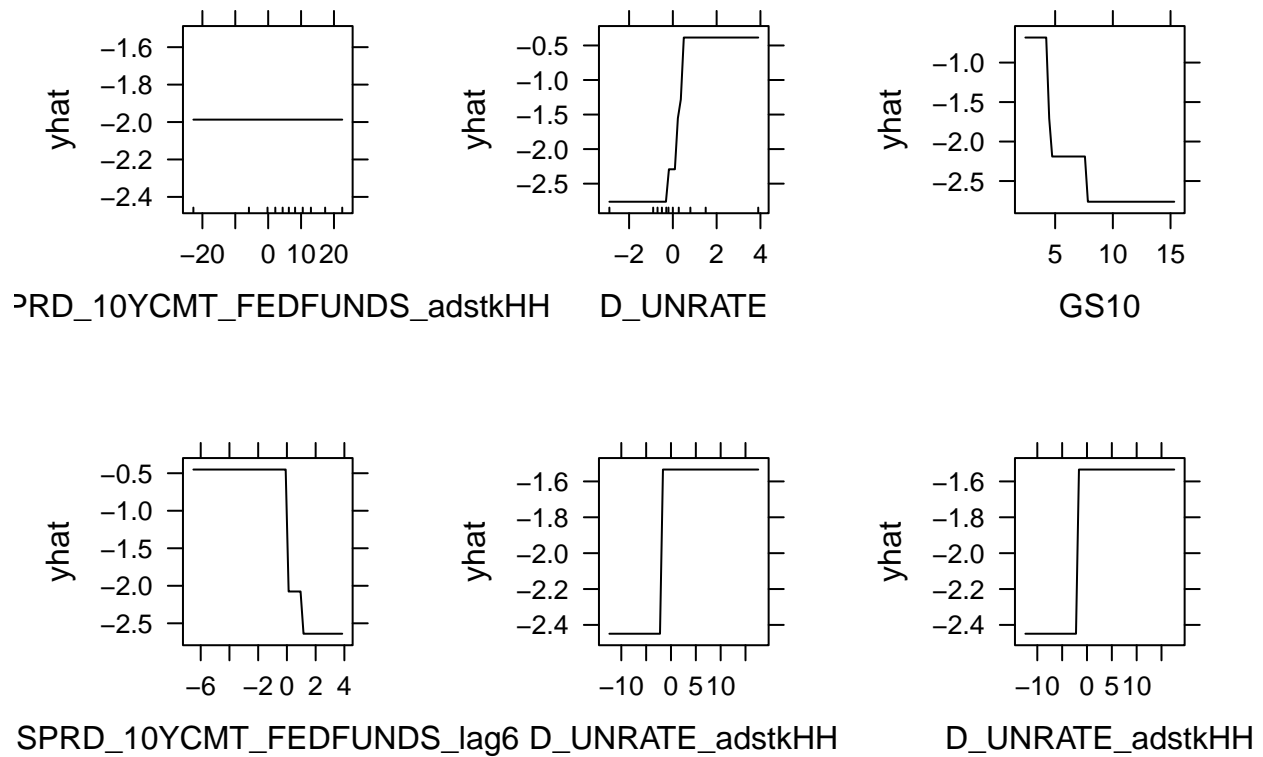 yhat
−1.6
−1.8
−2.0
−2.2
−2.4
−20 0 10 20
PRD_10YCMT_FEDFUNDS_adstkHH
yhat
−0.5
−1.0
−1.5
−2.0
−2.5
−2 0 2 4
D_UNRATE
yhat
−1.0
−1.5
−2.0
−2.5
5 10 15
GS10
yhat
−0.5
−1.0
−1.5
−2.0
−2.5
−6 −2 0 2 4
SPRD_10YCMT_FEDFUNDS_lag6
yhat
−1.6
−1.8
−2.0
−2.2
−2.4
−10 0 5 10
D_UNRATE_adstkHH
yhat
−1.6
−1.8
−2.0
−2.2
−2.4
−10 0 5 10
D_UNRATE_adstkHH